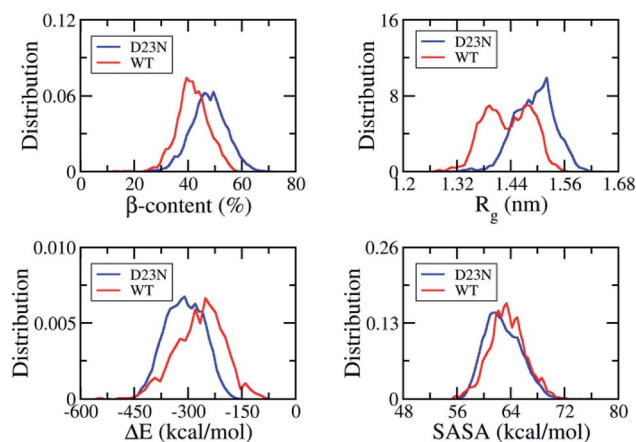 0.12
D23N
WT
0.06
0
Distribution
0 20 40 60 80
β-content (%)
16
D23N
WT
8
0
Distribution
1.2 1.32 1.44 1.56 1.68
Rg (nm)
0.010
D23N
WT
0.005
0.000
Distribution
-600 -450 -300 -150 0
ΔE (kcal/mol)
0.26
D23N
WT
0.13
0
Distribution
48 56 64 72 80
SASA (kcal/mol)